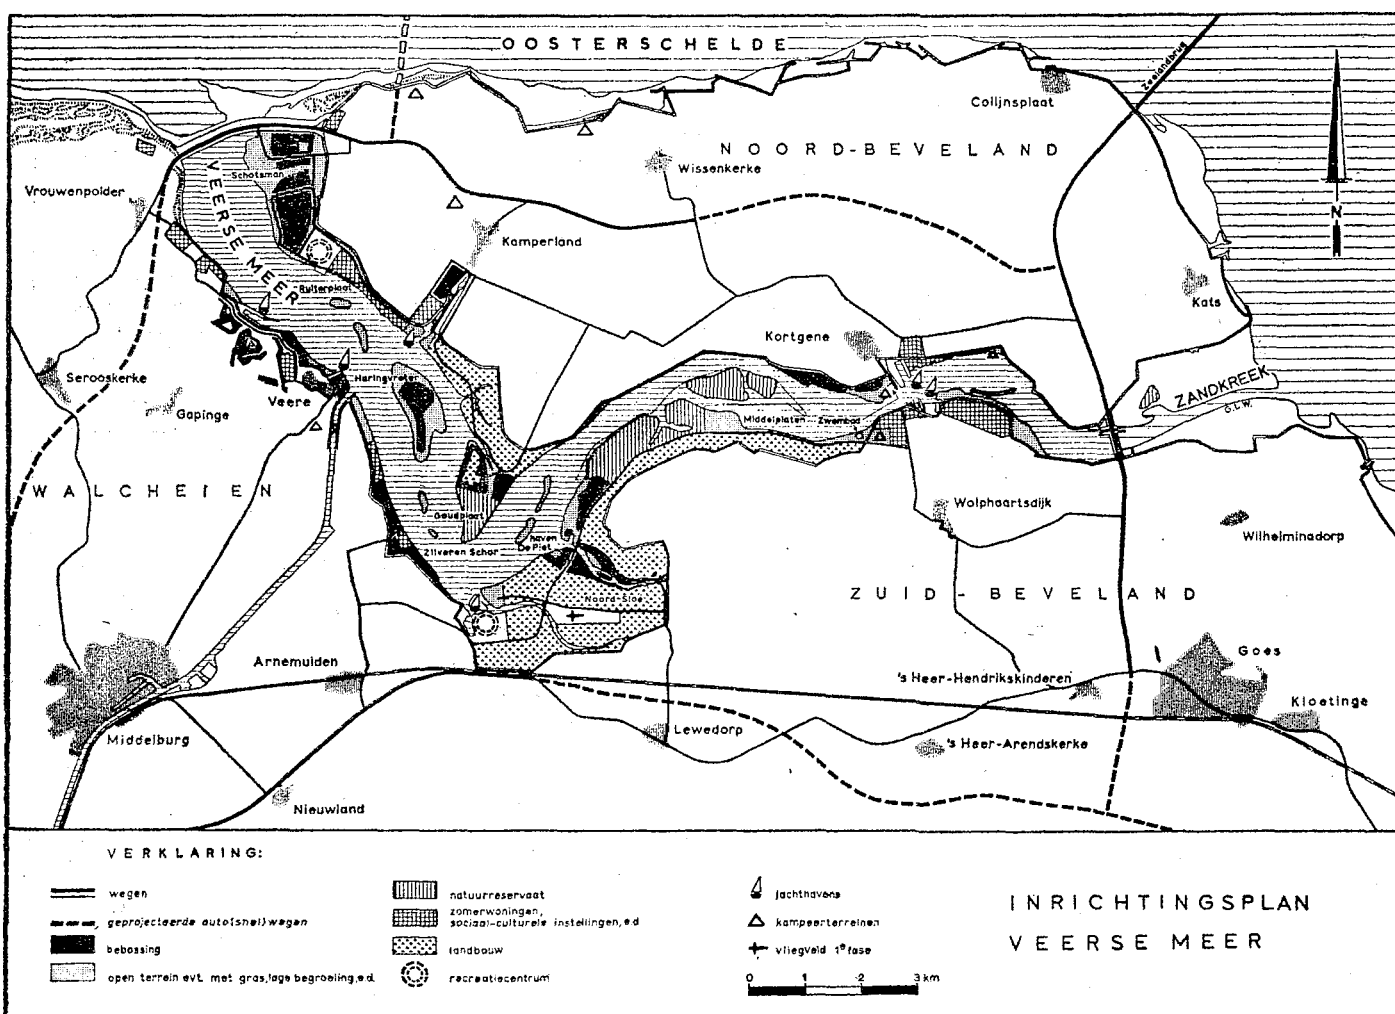 OOSTERSCHELDE
Zeelandbrug
Colijnsplaat
NOORD-BEVELAND
Wissenkerke
Schotsman
Vrouwenpolder
VEERSE MEER
N
Kamperland
Ruiterplaat
Kats
Kortgene
Serooskerke
Haringvreter
ZANDKREEK
G.L.W.
Gapinge
Veere
Middelplaten
Zwembad
WALCHEREN
Wolphaartsdijk
Goudplaat
Wilhelminadorp
haven
De Piet
Zilveren Schor
Noord-Sloe
ZUID-BEVELAND
Goes
Arnemuiden
's Heer-Hendrikskinderen
Kloetinge
Middelburg
Lewedorp
's Heer-Arendskerke
Nieuwland
VERKLARING:
wegen
geprojecteerde auto(snel)wegen
bebossing
open terrein evt. met gras, lage begroeiing, e.d.
natuurreservaat
zomerwoningen,
sociaal-culturele instellingen, e.d
landbouw
recreatiecentrum
jachthavens
kampeerterreinen
vliegveld 1e fase
0 1 2 3 km
INRICHTINGSPLAN
VEERSE MEER